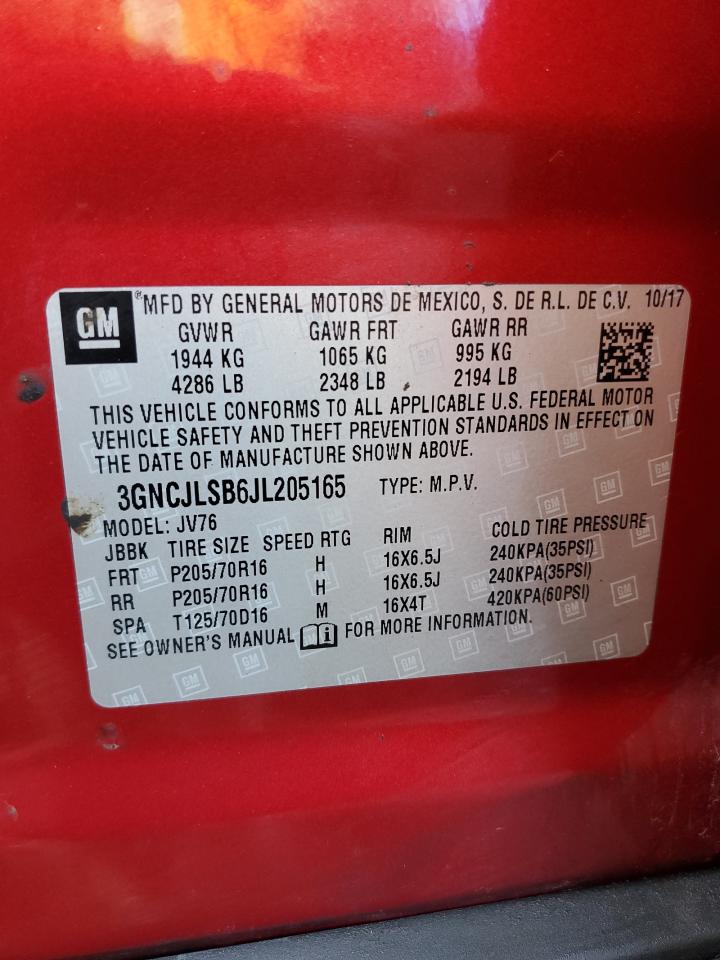 GM ®MFD BY GENERAL MOTORS DE MEXICO, S. DE R.L. DE C.V. 10/17
GVWR GAWR FRT GAWR RR
1944 KG 1065 KG 995 KG
4286 LB 2348 LB 2194 LB
THIS VEHICLE CONFORMS TO ALL APPLICABLE U.S. FEDERAL MOTOR
VEHICLE SAFETY AND THEFT PREVENTION STANDARDS IN EFFECT ON
THE DATE OF MANUFACTURE SHOWN ABOVE.
3GNCJLSB6JL205165 TYPE: M.P.V.
MODEL: JV76
JBBK TIRE SIZE SPEED RTG RIM COLD TIRE PRESSURE
FRT P205/70R16 H 16X6.5J 240KPA(35PSI)
RR P205/70R16 H 16X6.5J 240KPA(35PSI)
SPA T125/70D16 M 16X4T 420KPA(60PSI)
SEE OWNER'S MANUAL i FOR MORE INFORMATION.